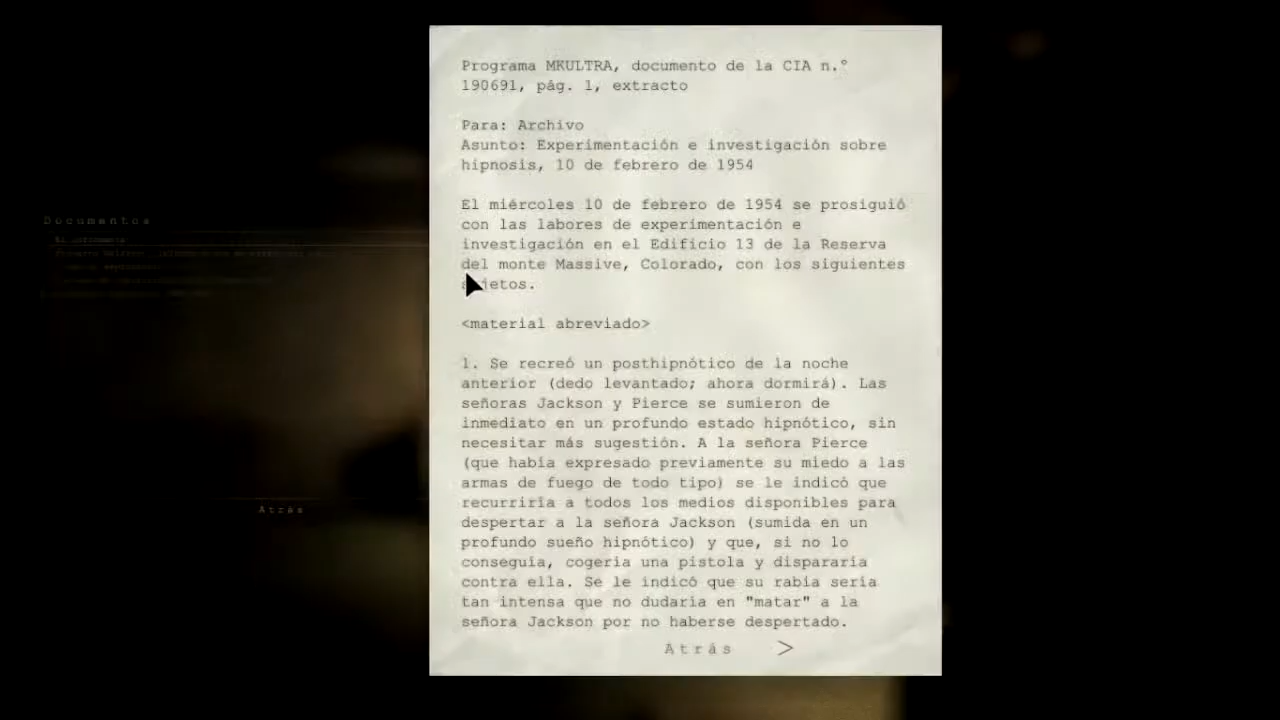 Programa MKULTRA, documento de la CIA n.º
190691, pág. 1, extracto
Para: Archivo
Asunto: Experimentación e investigación sobre
hipnosis, 10 de febrero de 1954
El miércoles 10 de febrero de 1954 se prosiguió
con las labores de experimentación e
investigación en el Edificio 13 de la Reserva
del monte Massive, Colorado, con los siguientes
sujetos.
<material abreviado>
1. Se recreó un posthipnótico de la noche
anterior (dedo levantado; ahora dormirá). Las
señoras Jackson y Pierce se sumieron de
inmediato en un profundo estado hipnótico, sin
necesitar más sugestión. A la señora Pierce
(que había expresado previamente su miedo a las
armas de fuego de todo tipo) se le indicó que
recurriría a todos los medios disponibles para
despertar a la señora Jackson (sumida en un
profundo sueño hipnótico) y que, si no lo
conseguía, cogería una pistola y dispararía
contra ella. Se le indicó que su rabia sería
tan intensa que no dudaría en "matar" a la
señora Jackson por no haberse despertado.
Atrás >
Documentos
Atrás